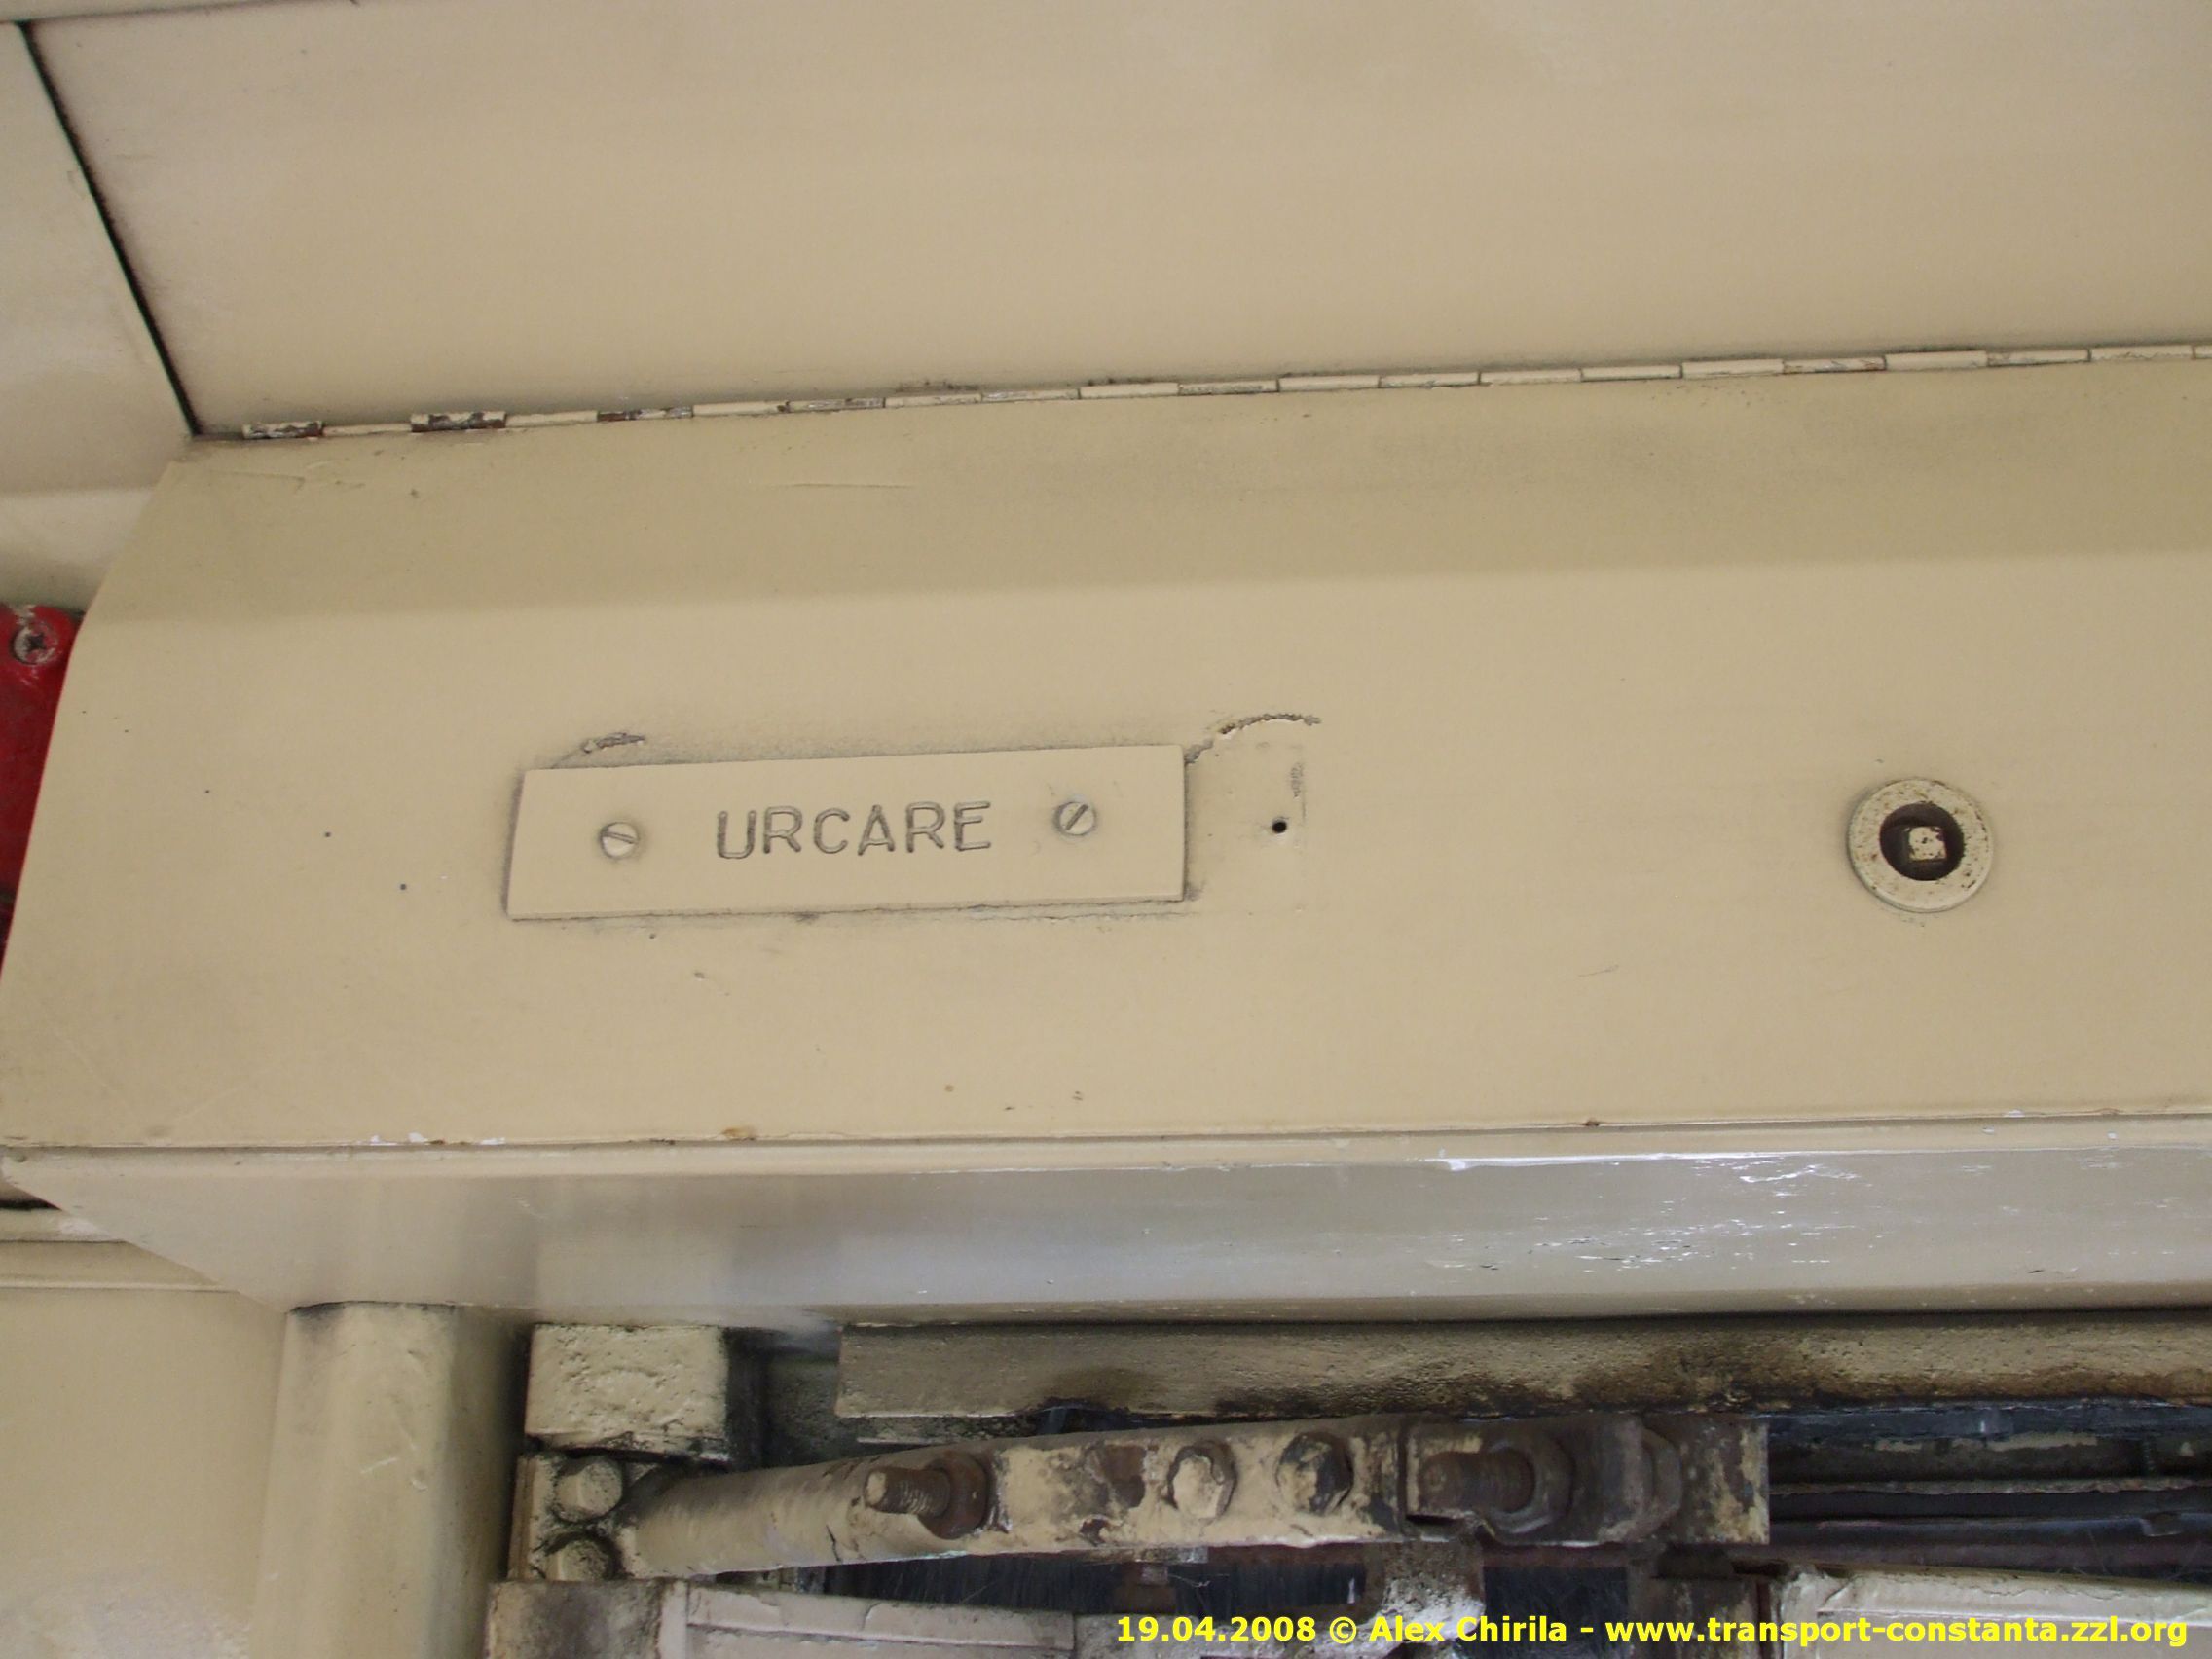 URCARE
19.04.2008 © Alex Chirila - www.transport-constanta.zzl.org